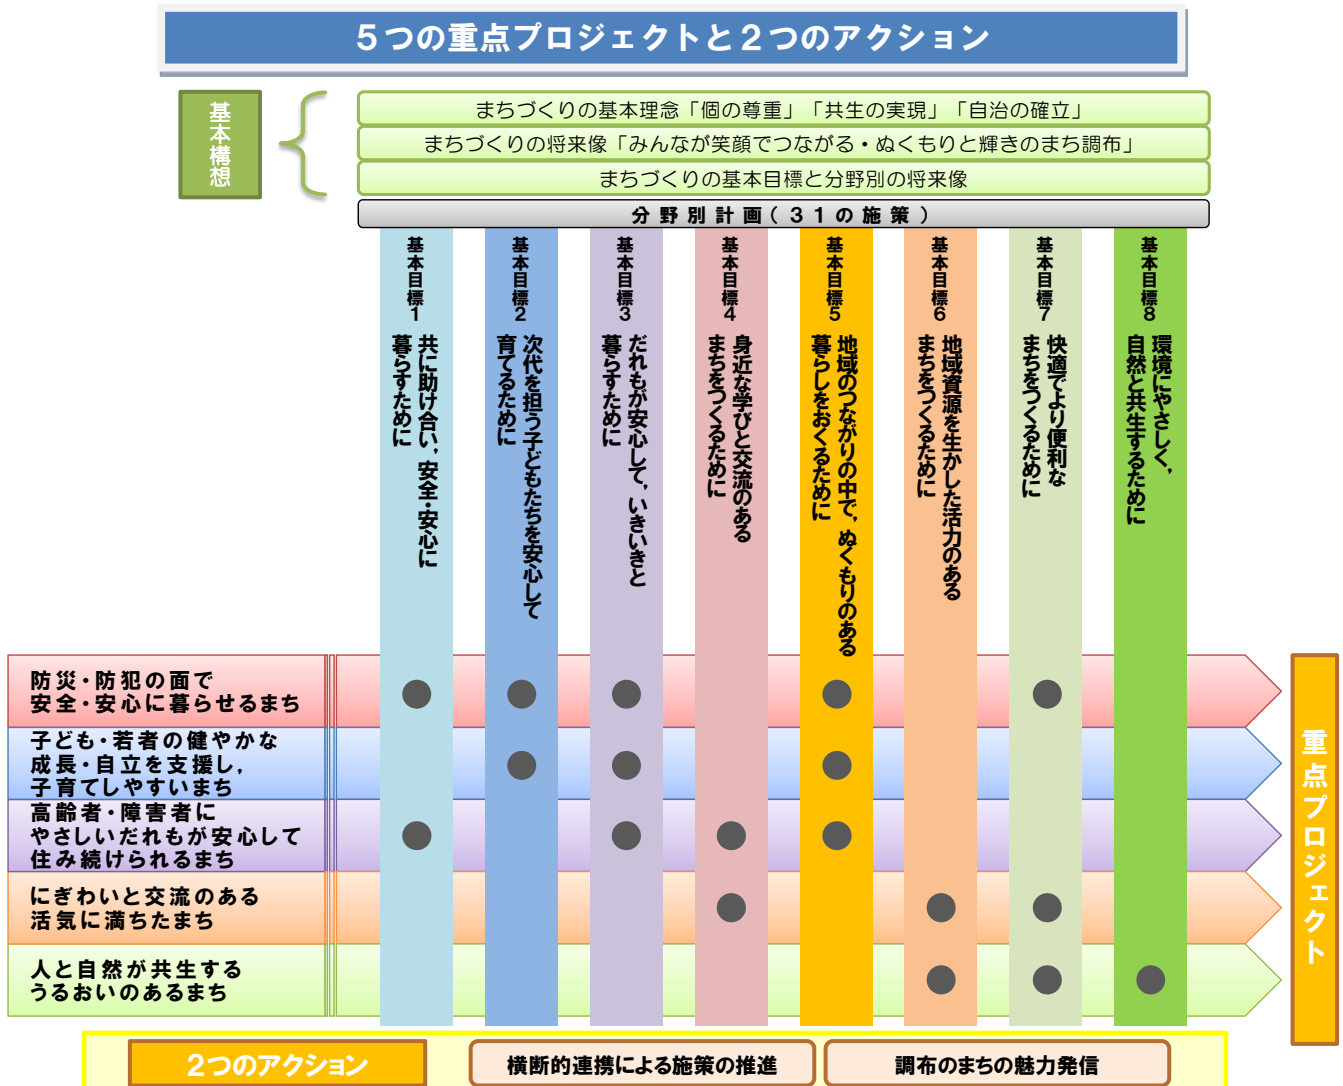 5つの重点プロジェクトと2つのアクション
基本構想
まちづくりの基本理念「個の尊重」「共生の実現」「自治の確立」
まちづくりの将来像「みんなが笑顔でつながる・ぬくもりと輝きのまち調布」
まちづくりの基本目標と分野別の将来像
分野別計画(31の施策)
基本目標1
共に助け合い,安全・安心に
暮らすために
基本目標2
次代を担う子どもたちを安心して
育てるために
基本目標3
だれもが安心して,いきいきと
暮らすために
基本目標4
身近な学びと交流のある
まちをつくるために
基本目標5
地域のつながりの中で,ぬくもりのある
暮らしをおくるために
基本目標6
地域資源を生かした活力のある
まちをつくるために
基本目標7
快適でより便利な
まちをつくるために
基本目標8
環境にやさしく,
自然と共生するために
防災・防犯の面で
安全・安心に暮らせるまち
子ども・若者の健やかな
成長・自立を支援し,
子育てしやすいまち
高齢者・障害者に
やさしいだれもが安心して
住み続けられるまち
にぎわいと交流のある
活気に満ちたまち
人と自然が共生する
うるおいのあるまち
重点プロジェクト
2つのアクション
横断的連携による施策の推進
調布のまちの魅力発信